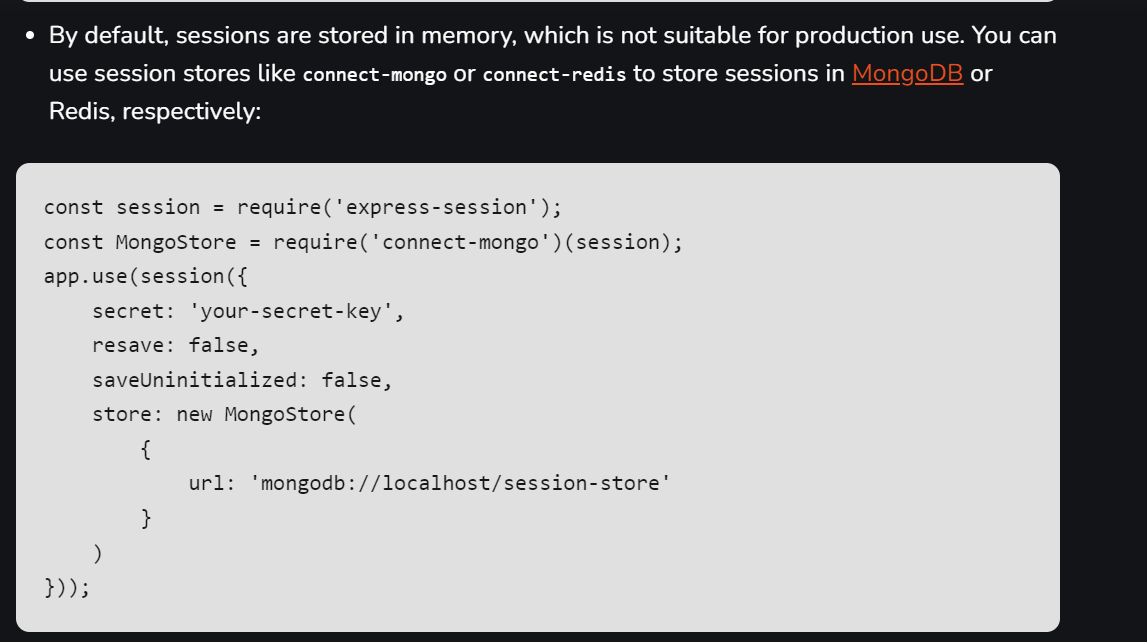 • By default, sessions are stored in memory, which is not suitable for production use. You can
use session stores like connect-mongo or connect-redis to store sessions in MongoDB or
Redis, respectively:
const session = require('express-session');
const MongoStore = require('connect-mongo')(session);
app.use(session({
    secret: 'your-secret-key',
    resave: false,
    saveUninitialized: false,
    store: new MongoStore(
        {
            url: 'mongodb://localhost/session-store'
        }
    )
}));